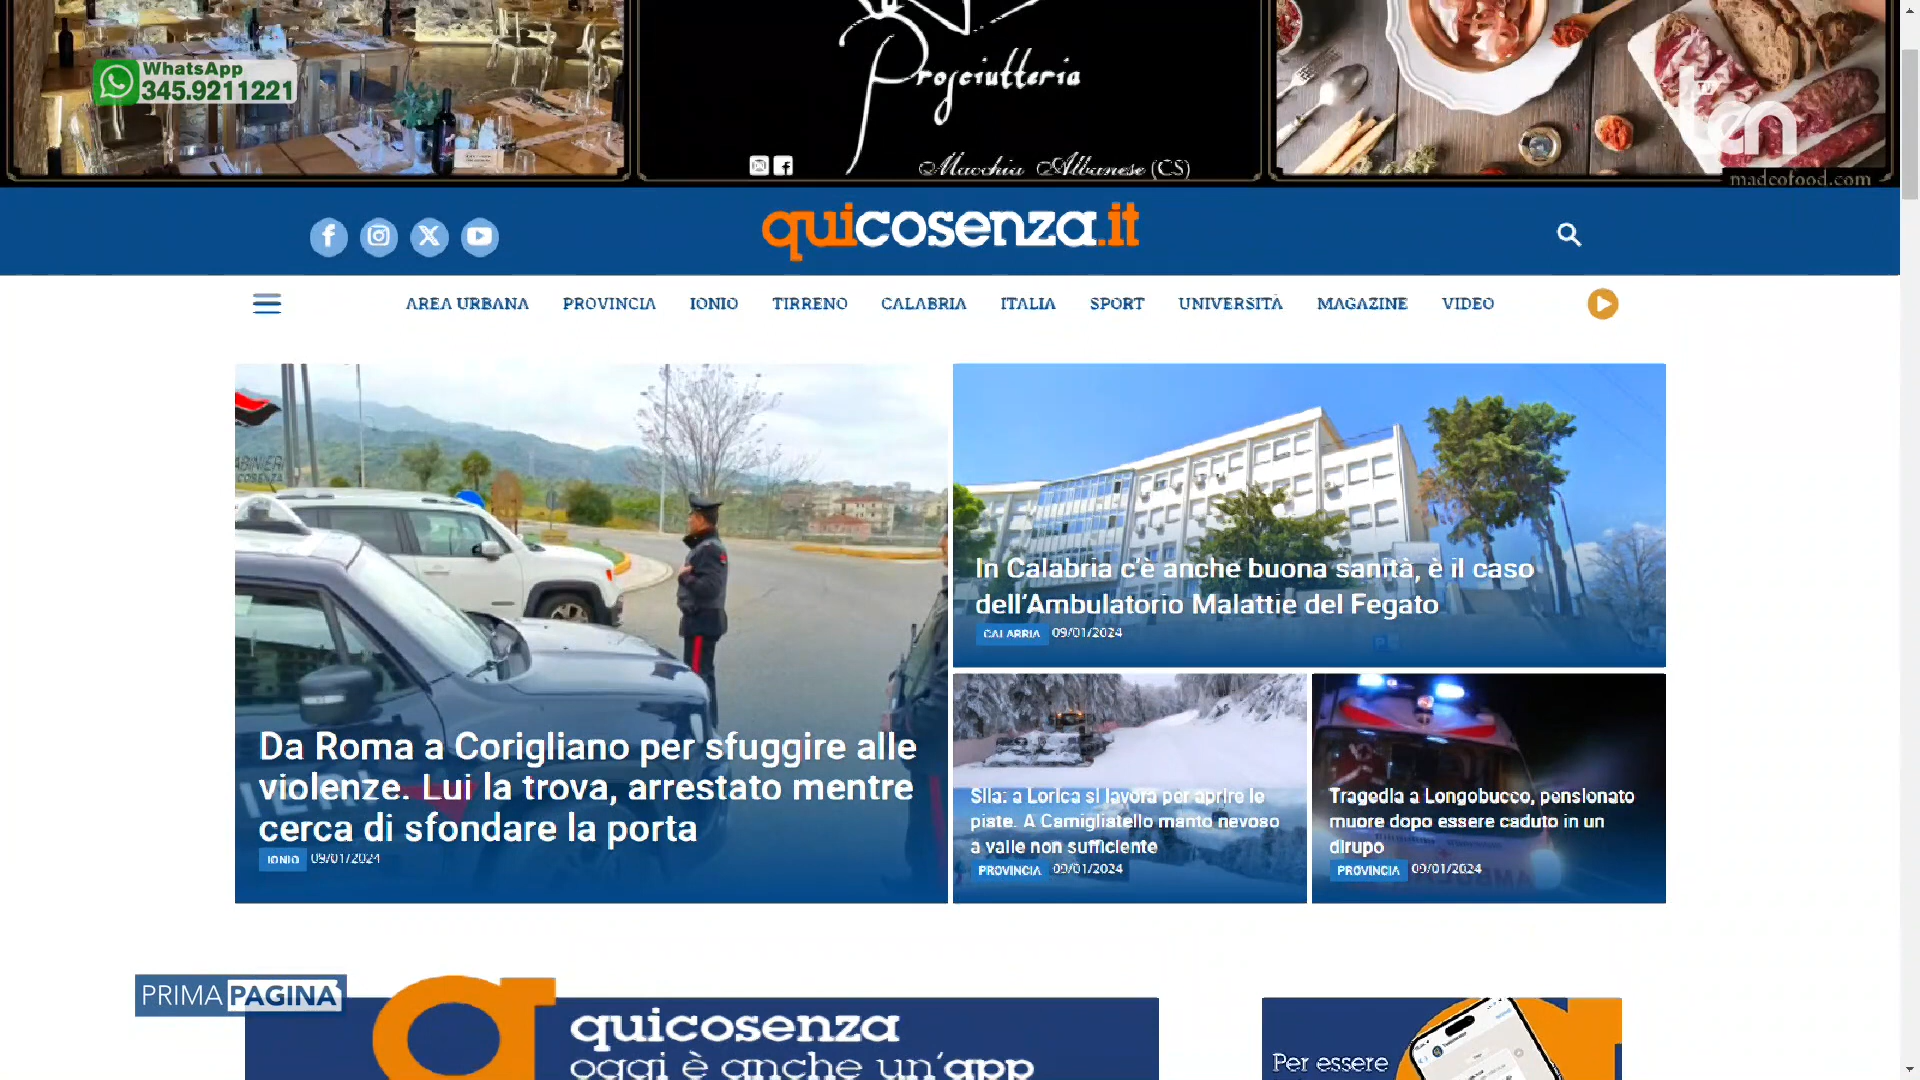 WhatsApp
345.9211221
Prosciutteria
Macchia Albanese (CS)
ten
madcofood.com
quicosenza.it
AREA URBANA PROVINCIA IONIO TIRRENO CALABRIA ITALIA SPORT UNIVERSITÀ MAGAZINE VIDEO
Da Roma a Corigliano per sfuggire alle
violenze. Lui la trova, arrestato mentre
cerca di sfondare la porta
IONIO 09/01/2024
In Calabria c'è anche buona sanità, è il caso
dell'Ambulatorio Malattie del Fegato
CALABRIA 09/01/2024
Sila: a Lorica si lavora per aprire le
piste. A Camigliatello manto nevoso
a valle non sufficiente
PROVINCIA 09/01/2024
Tragedia a Longobucco, pensionato
muore dopo essere caduto in un
dirupo
PROVINCIA 09/01/2024
PRIMA PAGINA
quicosenza
oggi è anche un'app
Per essere